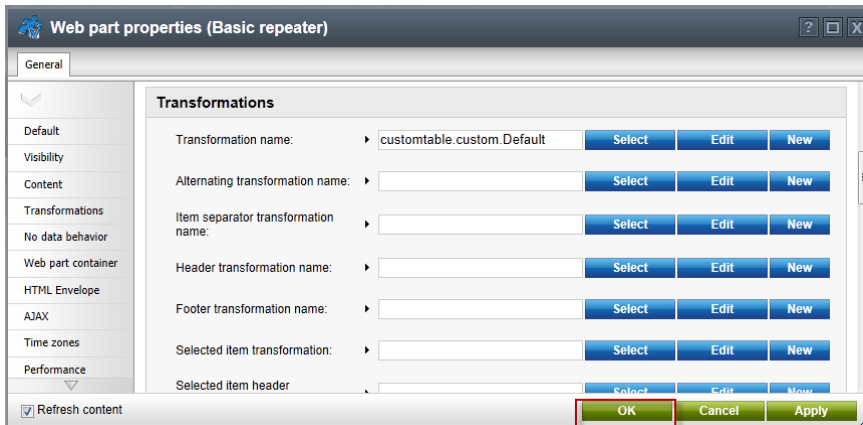 Web part properties (Basic repeater) ? X
General
Transformations
Default
Visibility
Content
Transformations
No data behavior
Web part container
HTML Envelope
AJAX
Time zones
Performance
Transformation name: customtable.custom.Default Select Edit New
Alternating transformation name: Select Edit New
Item separator transformation
name: Select Edit New
Header transformation name: Select Edit New
Footer transformation name: Select Edit New
Selected item transformation: Select Edit New
Selected item header Select Edit New
Refresh content OK Cancel Apply